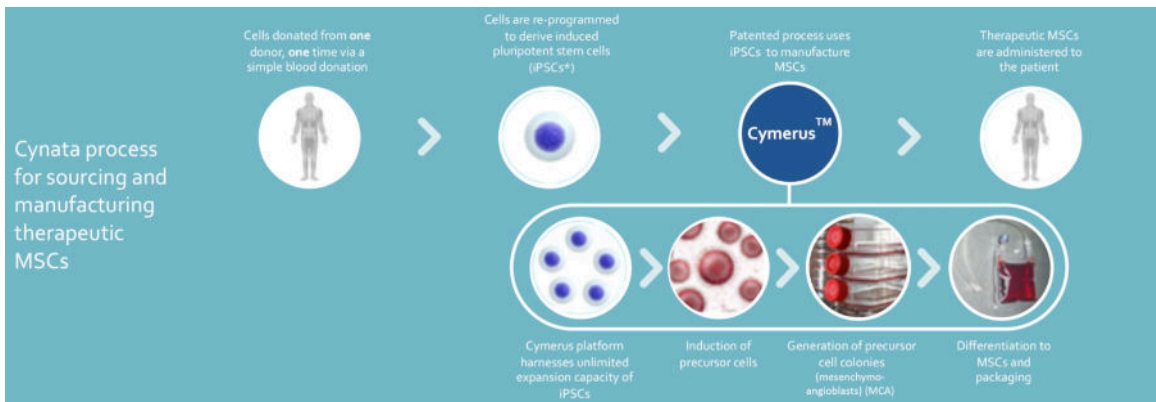 Cynata process
for sourcing and
manufacturing
therapeutic
MSCs
Cells donated from one
donor, one time via a
simple blood donation
Cells are re-programmed
to derive induced
pluripotent stem cells
(iPSCs*)
Patented process uses
iPSCs to manufacture
MSCs
Cymerus™
Therapeutic MSCs
are administered to
the patient
Cymerus platform
harnesses unlimited
expansion capacity of
iPSCs
Induction of
precursor cells
Generation of precursor
cell colonies
(mesenchymo-
angioblasts) (MCA)
Differentiation to
MSCs and
packaging